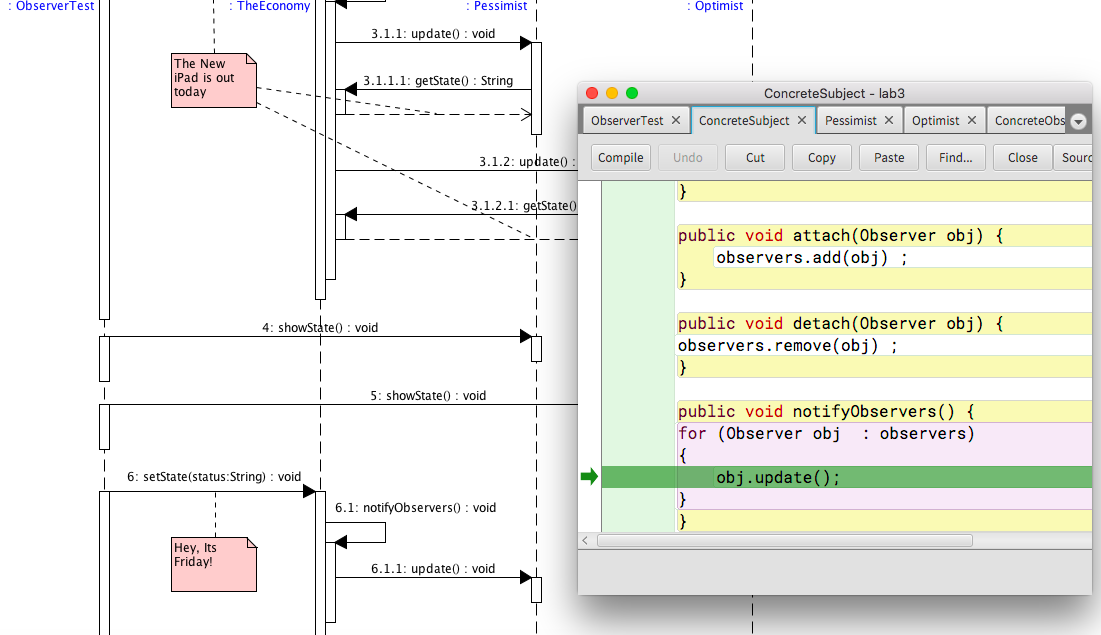 : ObserverTest
: TheEconomy
: Pessimist
: Optimist
3.1.1: update() : void
The New
iPad is out
today
3.1.1.1: getState() : String
3.1.2: update() :
3.1.2.1: getState()
4: showState() : void
5: showState() : void
6: setState(status:String) : void
6.1: notifyObservers() : void
Hey, Its
Friday!
6.1.1: update() : void
ConcreteSubject - lab3
ObserverTest ✕ ConcreteSubject ✕ Pessimist ✕ Optimist ✕ ConcreteObs
Compile Undo Cut Copy Paste Find... Close Sourc
}
public void attach(Observer obj) {
observers.add(obj) ;
}
public void detach(Observer obj) {
observers.remove(obj) ;
}
public void notifyObservers() {
for (Observer obj  : observers)
{
obj.update();
}
}